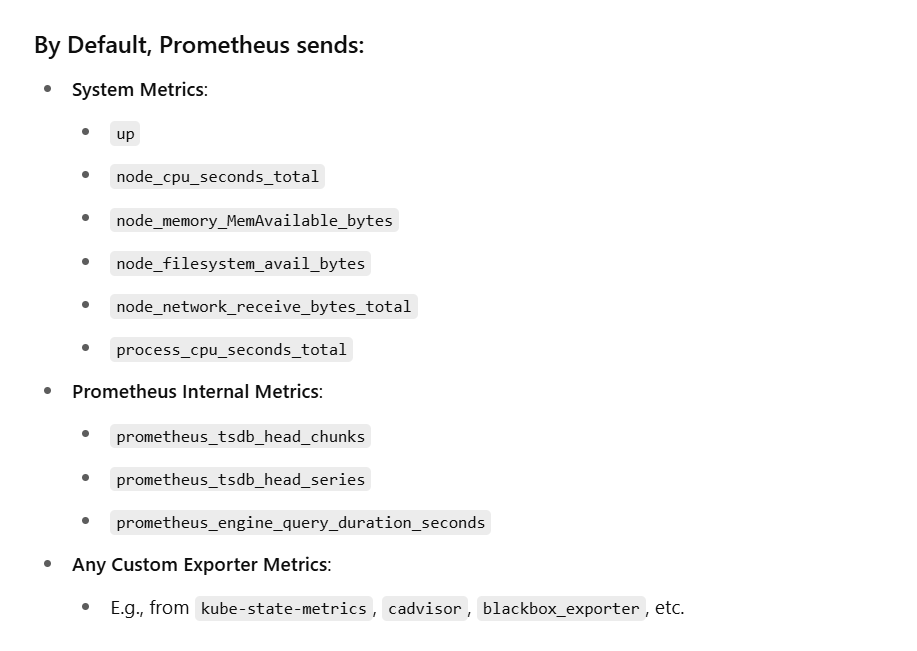 By Default, Prometheus sends:
System Metrics:
up
node_cpu_seconds_total
node_memory_MemAvailable_bytes
node_filesystem_avail_bytes
node_network_receive_bytes_total
process_cpu_seconds_total
Prometheus Internal Metrics:
prometheus_tsdb_head_chunks
prometheus_tsdb_head_series
prometheus_engine_query_duration_seconds
Any Custom Exporter Metrics:
E.g., from kube-state-metrics, cadvisor, blackbox_exporter, etc.